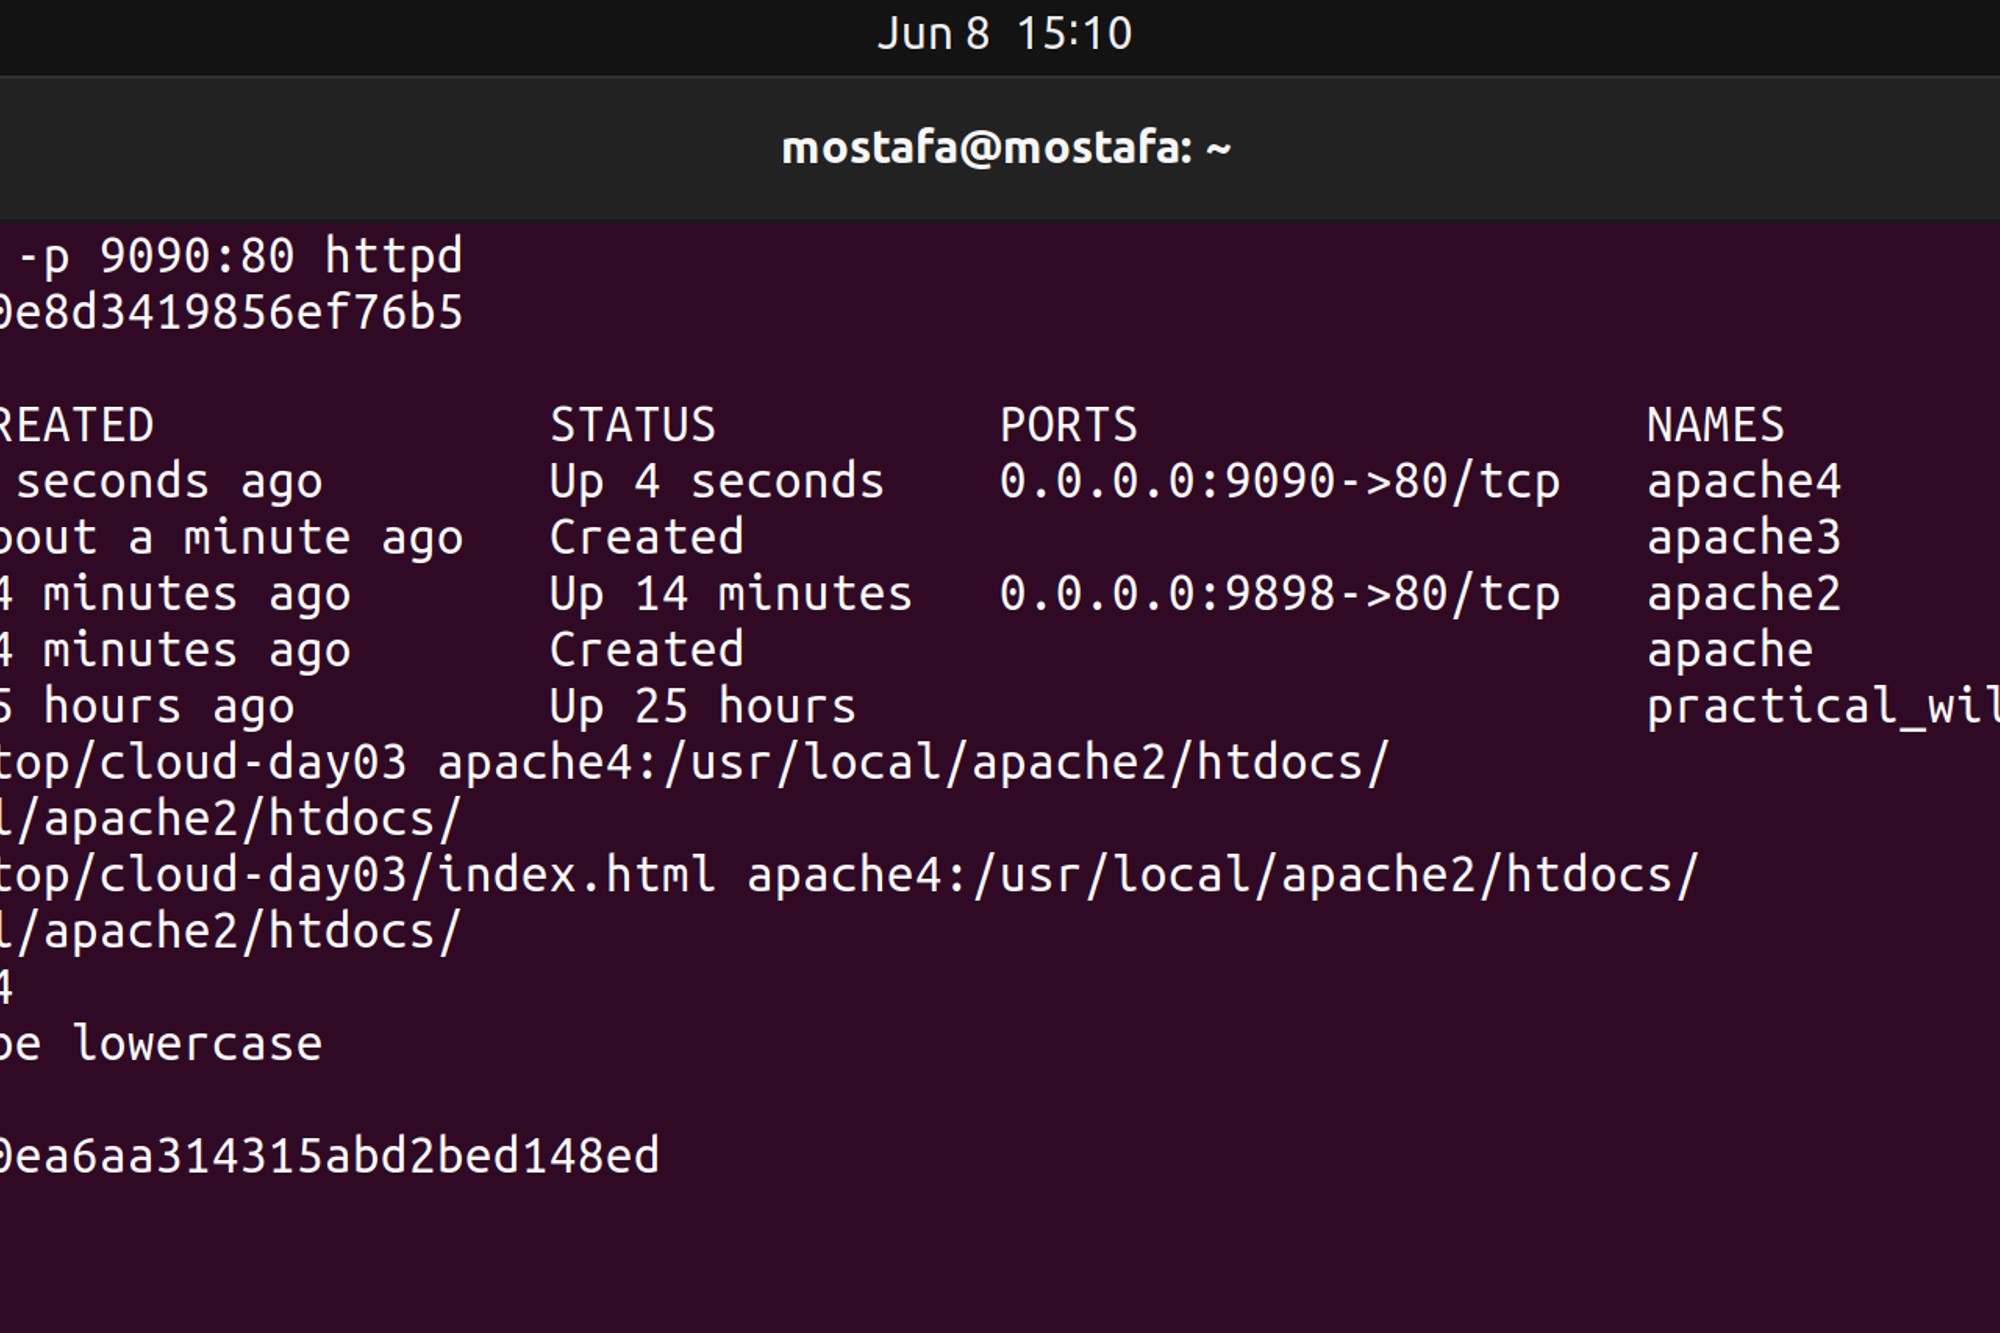 Jun 8 15:10
mostafa@mostafa: ~
-p 9090:80 httpd
0e8d3419856ef76b5
REATED STATUS PORTS NAMES
seconds ago Up 4 seconds 0.0.0.0:9090->80/tcp apache4
bout a minute ago Created apache3
4 minutes ago Up 14 minutes 0.0.0.0:9898->80/tcp apache2
4 minutes ago Created apache
5 hours ago Up 25 hours practical_wil
top/cloud-day03 apache4:/usr/local/apache2/htdocs/
l/apache2/htdocs/
top/cloud-day03/index.html apache4:/usr/local/apache2/htdocs/
l/apache2/htdocs/
4
be lowercase
0ea6aa314315abd2bed148ed